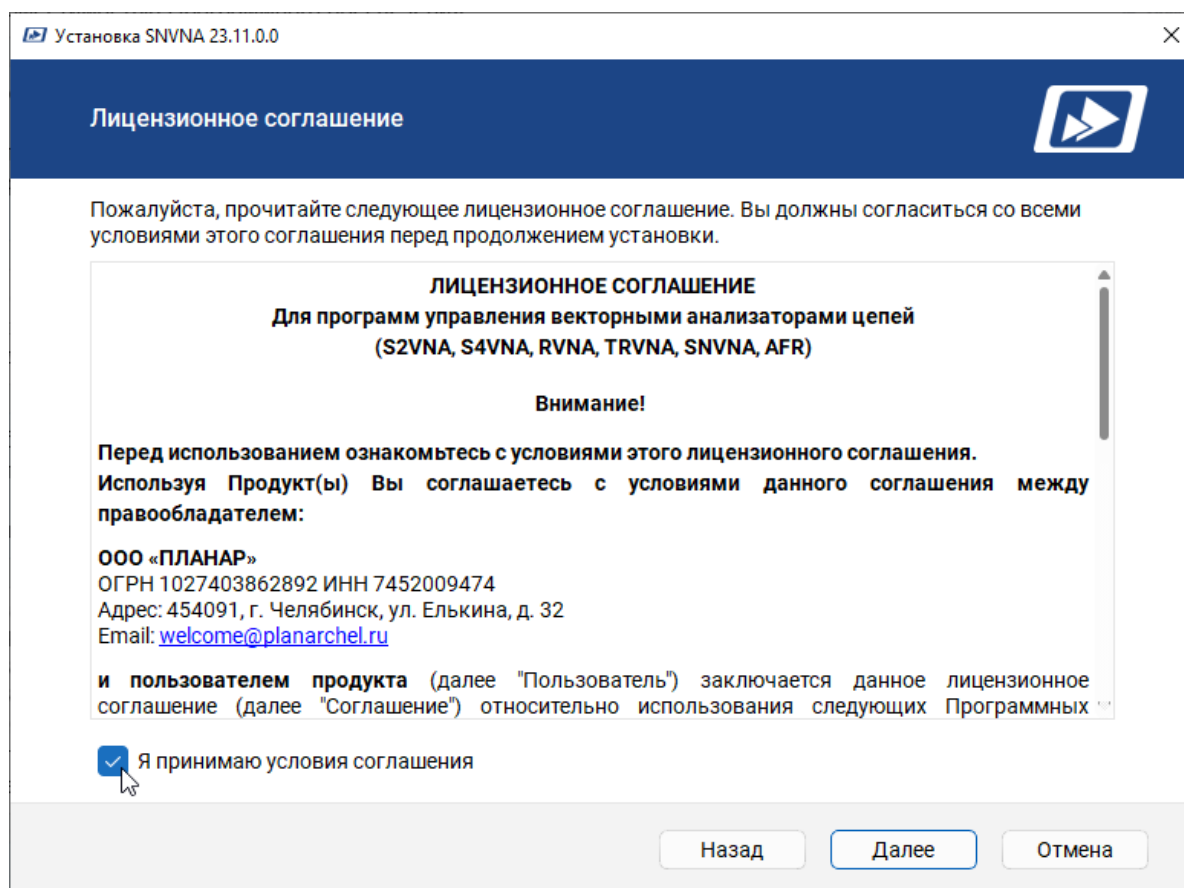 Установка SNVNA 23.11.0.0
Лицензионное соглашение
Пожалуйста, прочитайте следующее лицензионное соглашение. Вы должны согласиться со всеми
условиями этого соглашения перед продолжением установки.
ЛИЦЕНЗИОННОЕ СОГЛАШЕНИЕ
Для программ управления векторными анализаторами цепей
(S2VNA, S4VNA, RVNA, TRVNA, SNVNA, AFR)
Внимание!
Перед использованием ознакомьтесь с условиями этого лицензионного соглашения.
Используя Продукт(ы) Вы соглашаетесь с условиями данного соглашения между
правообладателем:
ООО «ПЛАНАР»
ОГРН 1027403862892 ИНН 7452009474
Адрес: 454091, г. Челябинск, ул. Елькина, д. 32
Email: welcome@planarchel.ru
и пользователем продукта (далее "Пользователь") заключается данное лицензионное
соглашение (далее "Соглашение") относительно использования следующих Программных
Я принимаю условия соглашения
Назад
Далее
Отмена